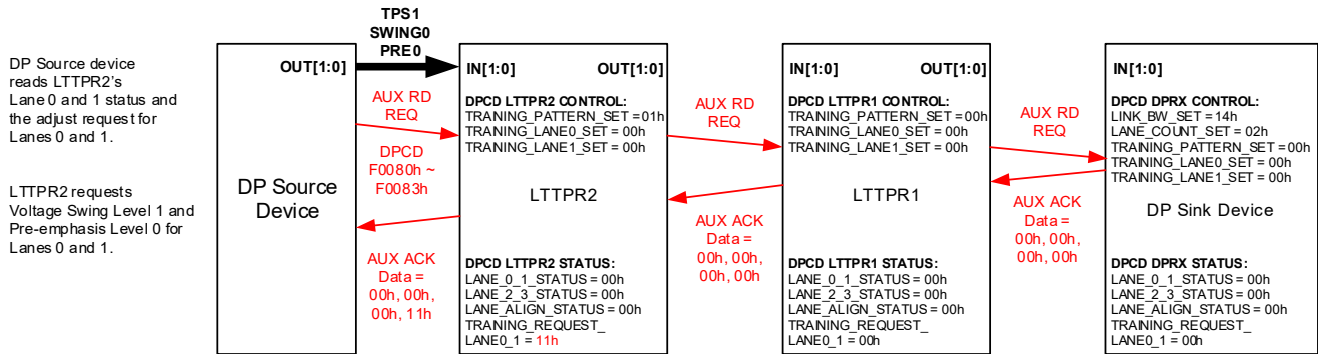 TPS1
SWING0
PRE0
DP Source device
reads LTTPR2's
Lane 0 and 1 status and
the adjust request for
Lanes 0 and 1.
LTTPR2 requests
Voltage Swing Level 1 and
Pre-emphasis Level 0 for
Lanes 0 and 1.
OUT[1:0]
DP Source
Device
AUX RD
REQ
DPCD
F0080h ~
F0083h
AUX ACK
Data =
00h, 00h,
00h, 11h
IN[1:0] OUT[1:0]
DPCD LTTPR2 CONTROL:
TRAINING_PATTERN_SET = 01h
TRAINING_LANE0_SET = 00h
TRAINING_LANE1_SET = 00h
LTTPR2
DPCD LTTPR2 STATUS:
LANE_0_1_STATUS = 00h
LANE_2_3_STATUS = 00h
LANE_ALIGN_STATUS = 00h
TRAINING_REQUEST_
LANE0_1 = 11h
AUX RD
REQ
AUX ACK
Data =
00h, 00h,
00h, 00h
IN[1:0] OUT[1:0]
DPCD LTTPR1 CONTROL:
TRAINING_PATTERN_SET = 00h
TRAINING_LANE0_SET = 00h
TRAINING_LANE1_SET = 00h
LTTPR1
DPCD LTTPR1 STATUS:
LANE_0_1_STATUS = 00h
LANE_2_3_STATUS = 00h
LANE_ALIGN_STATUS = 00h
TRAINING_REQUEST_
LANE0_1 = 00h
AUX RD
REQ
AUX ACK
Data =
00h, 00h,
00h, 00h
IN[1:0]
DPCD DPRX CONTROL:
LINK_BW_SET = 14h
LANE_COUNT_SET = 02h
TRAINING_PATTERN_SET = 00h
TRAINING_LANE0_SET = 00h
TRAINING_LANE1_SET = 00h
DP Sink Device
DPCD DPRX STATUS:
LANE_0_1_STATUS = 00h
LANE_2_3_STATUS = 00h
LANE_ALIGN_STATUS = 00h
TRAINING_REQUEST_
LANE0_1 = 00h